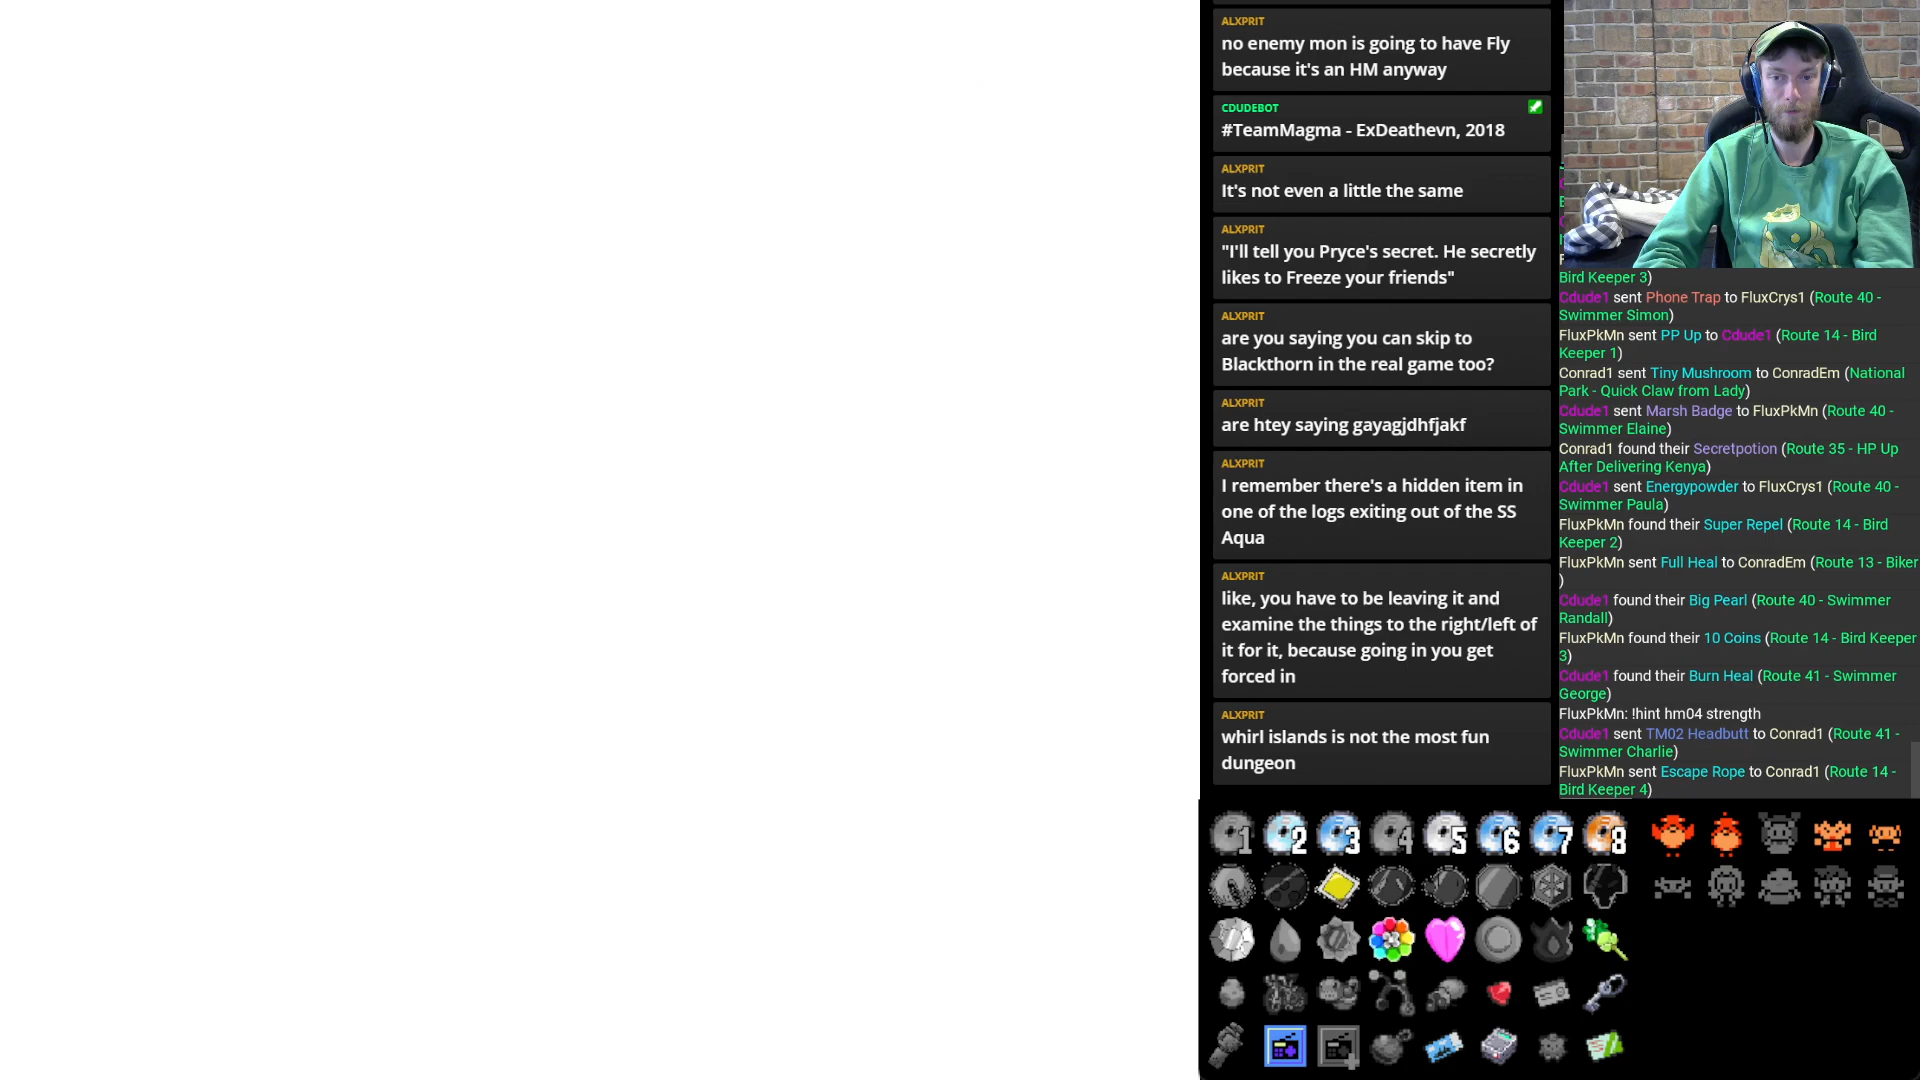 ALXPRIT
no enemy mon is going to have Fly
because it's an HM anyway
CDUDEBOT
#TeamMagma - ExDeathevn, 2018
ALXPRIT
It's not even a little the same
ALXPRIT
"I'll tell you Pryce's secret. He secretly
likes to Freeze your friends"
ALXPRIT
are you saying you can skip to
Blackthorn in the real game too?
ALXPRIT
are htey saying gayagjdhfjakf
ALXPRIT
I remember there's a hidden item in
one of the logs exiting out of the SS
Aqua
ALXPRIT
like, you have to be leaving it and
examine the things to the right/left of
it for it, because going in you get
forced in
ALXPRIT
whirl islands is not the most fun
dungeon
Bird Keeper 3)
Cdude1 sent Phone Trap to FluxCrys1 (Route 40 -
Swimmer Simon)
FluxPkMn sent PP Up to Cdude1 (Route 14 - Bird
Keeper 1)
Conrad1 sent Tiny Mushroom to ConradEm (National
Park - Quick Claw from Lady)
Cdude1 sent Marsh Badge to FluxPkMn (Route 40 -
Swimmer Elaine)
Conrad1 found their Secretpotion (Route 35 - HP Up
After Delivering Kenya)
Cdude1 sent Energypowder to FluxCrys1 (Route 40 -
Swimmer Paula)
FluxPkMn found their Super Repel (Route 14 - Bird
Keeper 2)
FluxPkMn sent Full Heal to ConradEm (Route 13 - Biker
)
Cdude1 found their Big Pearl (Route 40 - Swimmer
Randall)
FluxPkMn found their 10 Coins (Route 14 - Bird Keeper
3)
Cdude1 found their Burn Heal (Route 41 - Swimmer
George)
FluxPkMn: !hint hm04 strength
Cdude1 sent TM02 Headbutt to Conrad1 (Route 41 -
Swimmer Charlie)
FluxPkMn sent Escape Rope to Conrad1 (Route 14 -
Bird Keeper 4)
1 2 3 4 5 6 7 8